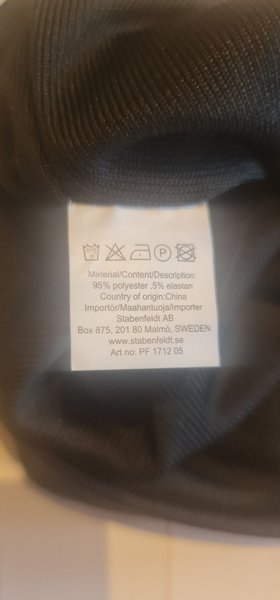 Material/Content/Description:
95% polyester ,5% elastan
Country of origin:China
Importör/Maahantuoja/Importer
Stabenfeldt AB
Box 875, 201 80 Malmö, SWEDEN
www.stabenfeldt.se
Art no: PF 1712 05